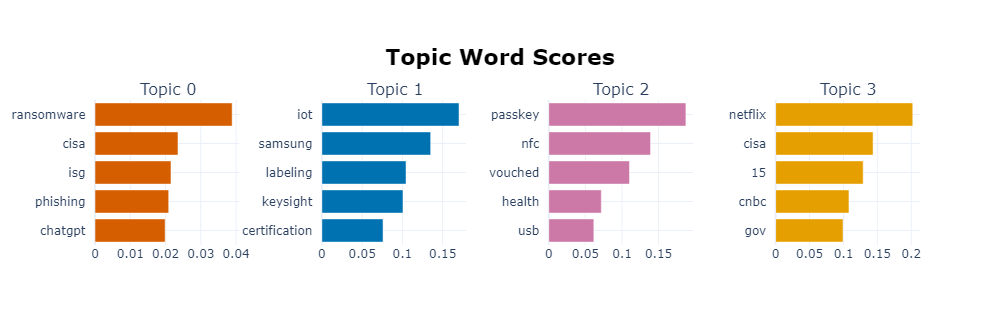 Topic Word Scores
Topic 0
Topic 1
Topic 2
Topic 3
ransomware
cisa
isg
phishing
chatgpt
0 0.01 0.02 0.03 0.04
iot
samsung
labeling
keysight
certification
0 0.05 0.1 0.15
passkey
nfc
vouched
health
usb
0 0.05 0.1 0.15
netflix
cisa
15
cnbc
gov
0 0.05 0.1 0.15 0.2